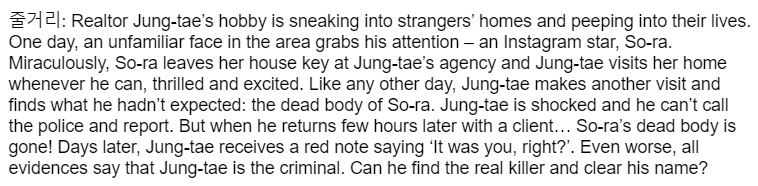 줄거리: Realtor Jung-tae’s hobby is sneaking into strangers’ homes and peeping into their lives.
One day, an unfamiliar face in the area grabs his attention – an Instagram star, So-ra.
Miraculously, So-ra leaves her house key at Jung-tae’s agency and Jung-tae visits her home
whenever he can, thrilled and excited. Like any other day, Jung-tae makes another visit and
finds what he hadn’t expected: the dead body of So-ra. Jung-tae is shocked and he can’t call
the police and report. But when he returns few hours later with a client… So-ra’s dead body is
gone! Days later, Jung-tae receives a red note saying ‘It was you, right?’. Even worse, all
evidences say that Jung-tae is the criminal. Can he find the real killer and clear his name?